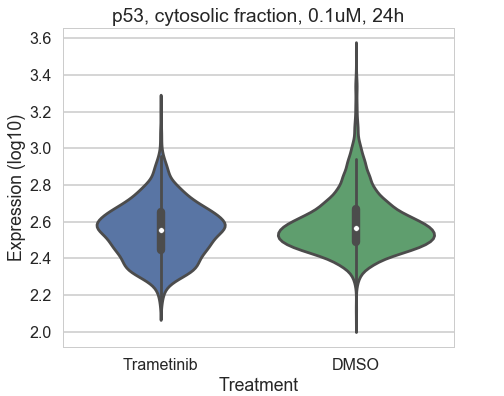 p53, cytosolic fraction, 0.1uM, 24h
Expression (log10)
3.6
3.4
3.2
3.0
2.8
2.6
2.4
2.2
2.0
Trametinib
DMSO
Treatment